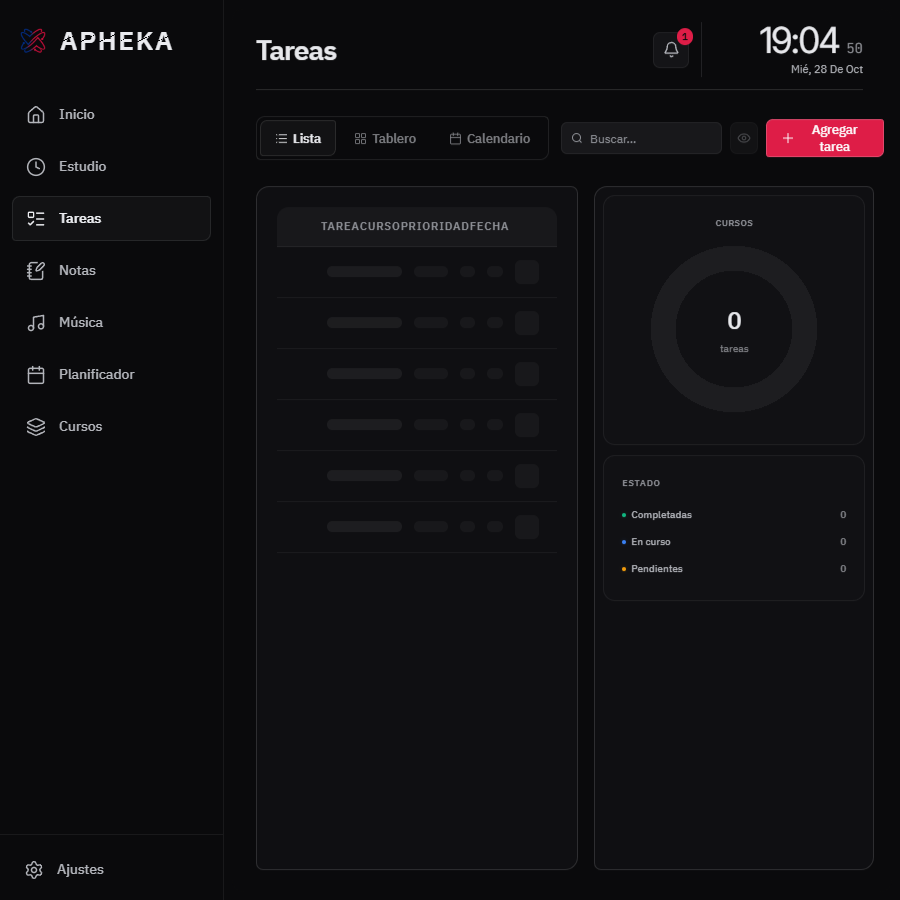 APHEKA
Inicio
Estudio
Tareas
Notas
Música
Planificador
Cursos
Ajustes
Tareas
1
19:04 50
Mié, 28 De Oct
Lista
Tablero
Calendario
Buscar...
Agregar
tarea
TAREACURSOPRIORIDADFECHA
CURSOS
0
tareas
ESTADO
Completadas 0
En curso 0
Pendientes 0